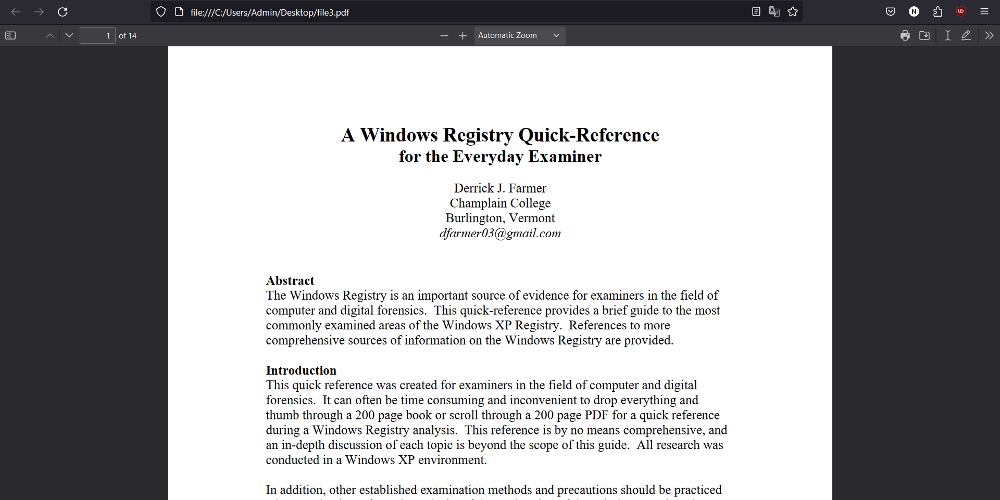 file:///C:/Users/Admin/Desktop/file3.pdf
N
1 of 14
Automatic Zoom
A Windows Registry Quick-Reference
for the Everyday Examiner
Derrick J. Farmer
Champlain College
Burlington, Vermont
dfarmer03@gmail.com
Abstract
The Windows Registry is an important source of evidence for examiners in the field of
computer and digital forensics.  This quick-reference provides a brief guide to the most
commonly examined areas of the Windows XP Registry.  References to more
comprehensive sources of information on the Windows Registry are provided.
Introduction
This quick reference was created for examiners in the field of computer and digital
forensics.  It can often be time consuming and inconvenient to drop everything and
thumb through a 200 page book or scroll through a 200 page PDF for a quick reference
during a Windows Registry analysis.  This reference is by no means comprehensive, and
an in-depth discussion of each topic is beyond the scope of this guide.  All research was
conducted in a Windows XP environment.
In addition, other established examination methods and precautions should be practiced